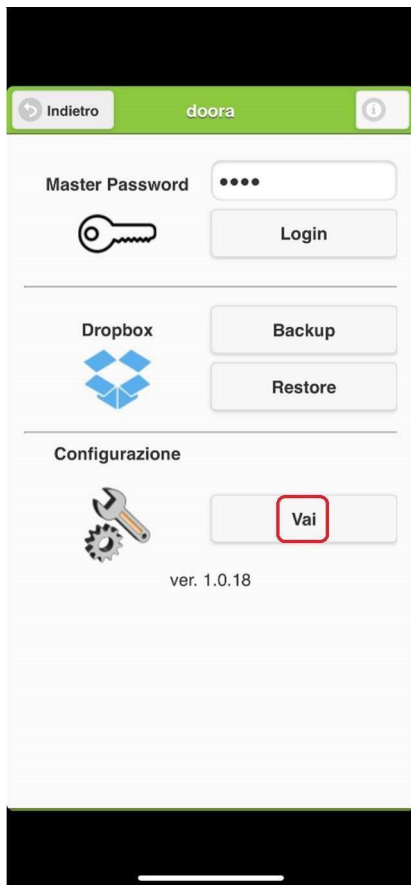 Indietro
doora
Master Password
••••
Login
Dropbox
Backup
Restore
Configurazione
Vai
ver. 1.0.18